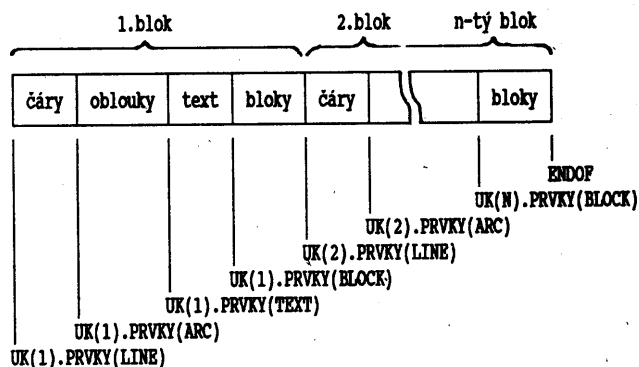 1.blok 2.blok n-tý blok
čáry oblouky text bloky čáry bloky
ENDOF
UK(N).PRVKY(BLOCK)
UK(2).PRVKY(ARC)
UK(2).PRVKY(LINE)
UK(1).PRVKY(BLOCK)
UK(1).PRVKY(TEXT)
UK(1).PRVKY(ARC)
UK(1).PRVKY(LINE)